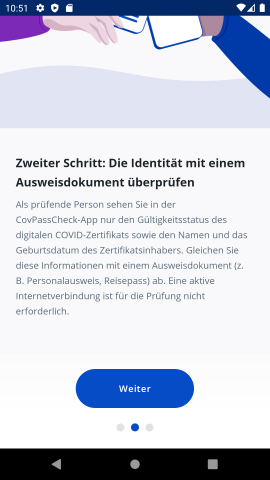 10:51
Zweiter Schritt: Die Identität mit einem
Ausweisdokument überprüfen
Als prüfende Person sehen Sie in der
CovPassCheck-App nur den Gültigkeitsstatus des
digitalen COVID-Zertifikats sowie den Namen und das
Geburtsdatum des Zertifikatsinhabers. Gleichen Sie
diese Informationen mit einem Ausweisdokument (z.
B. Personalausweis, Reisepass) ab. Eine aktive
Internetverbindung ist für die Prüfung nicht
erforderlich.
Weiter